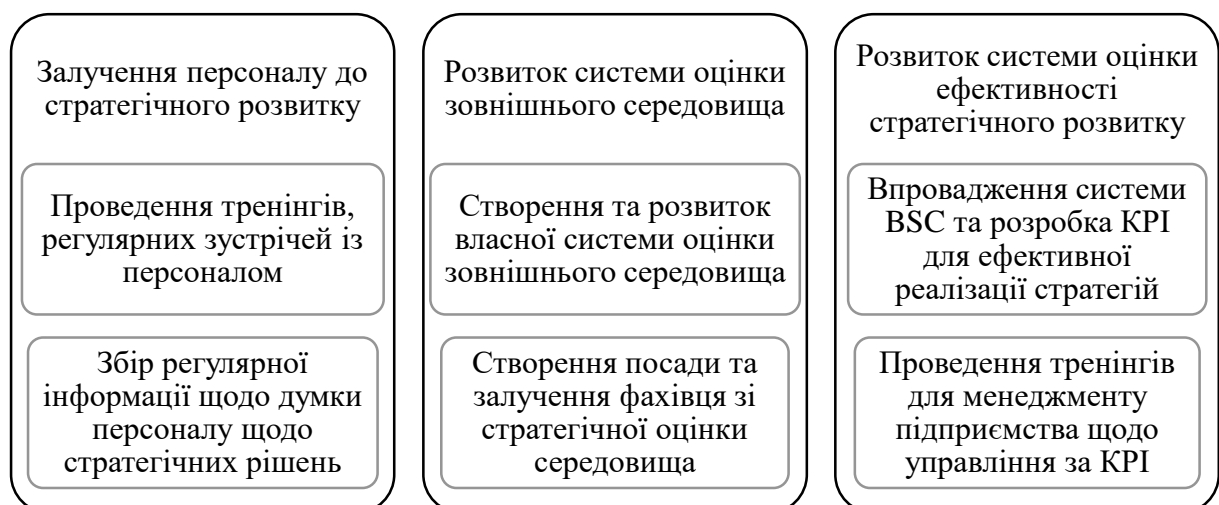 Залучення персоналу до
стратегічного розвитку
Проведення тренінгів,
регулярних зустрічей із
персоналом
Збір регулярної
інформації щодо думки
персоналу щодо
стратегічних рішень
Розвиток системи оцінки
зовнішнього середовища
Створення та розвиток
власної системи оцінки
зовнішнього середовища
Створення посади та
залучення фахівця зі
стратегічної оцінки
середовища
Розвиток системи оцінки
ефективності
стратегічного розвитку
Впровадження системи
BSC та розробка КРІ
для ефективної
реалізації стратегій
Проведення тренінгів
для менеджменту
підприємства щодо
управління за КРІ